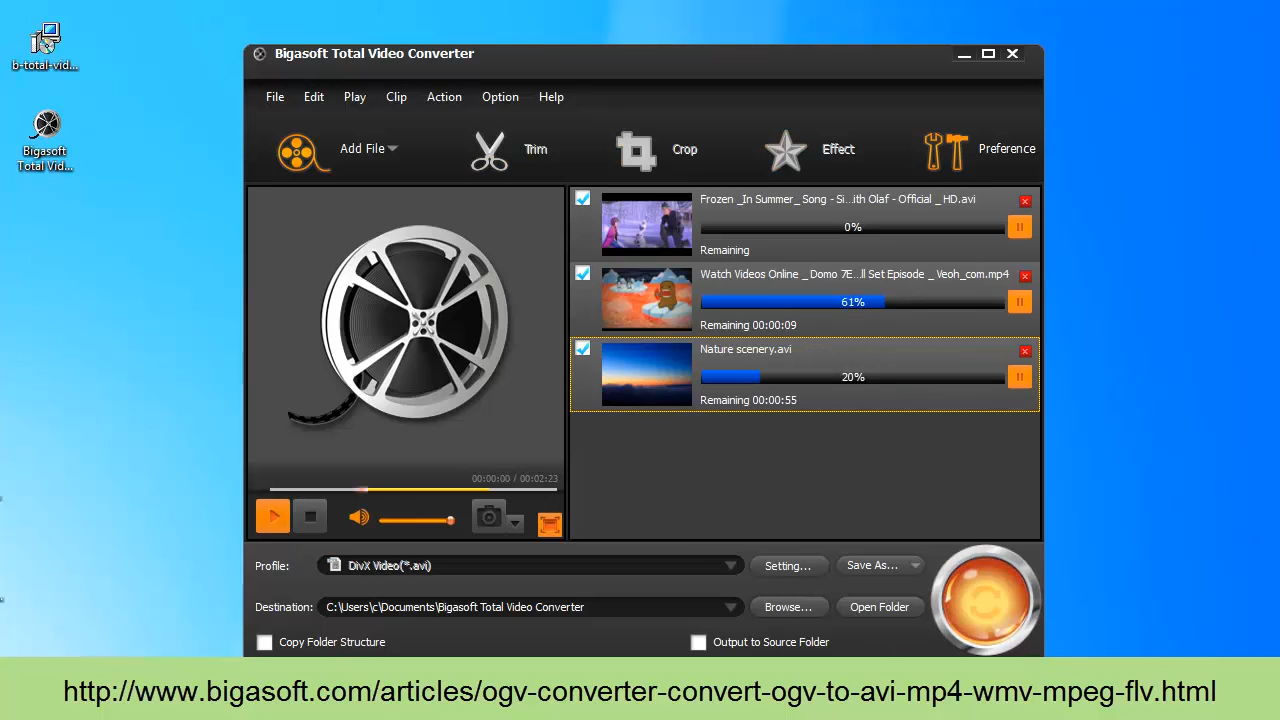 b-total-vid...
Bigasoft
Total Vid...
Bigasoft Total Video Converter
File Edit Play Clip Action Option Help
Add File Trim Crop Effect Preference
Frozen _In Summer_ Song - Si...ith Olaf - Official _ HD.avi
0%
Remaining
Watch Videos Online _ Domo 7E...ll Set Episode _ Veoh_com.mp4
61%
Remaining 00:00:09
Nature scenery.avi
20%
Remaining 00:00:55
00:00:00 / 00:02:23
Profile: DivX Video(*.avi) Setting... Save As...
Destination: C:\Users\c\Documents\Bigasoft Total Video Converter Browse... Open Folder
Copy Folder Structure Output to Source Folder
http://www.bigasoft.com/articles/ogv-converter-convert-ogv-to-avi-mp4-wmv-mpeg-flv.html